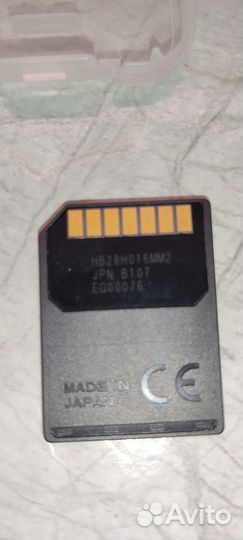 HB28H016MM2
JPN B107
EG00076
MADE IN
JAPAN
CE
Avito